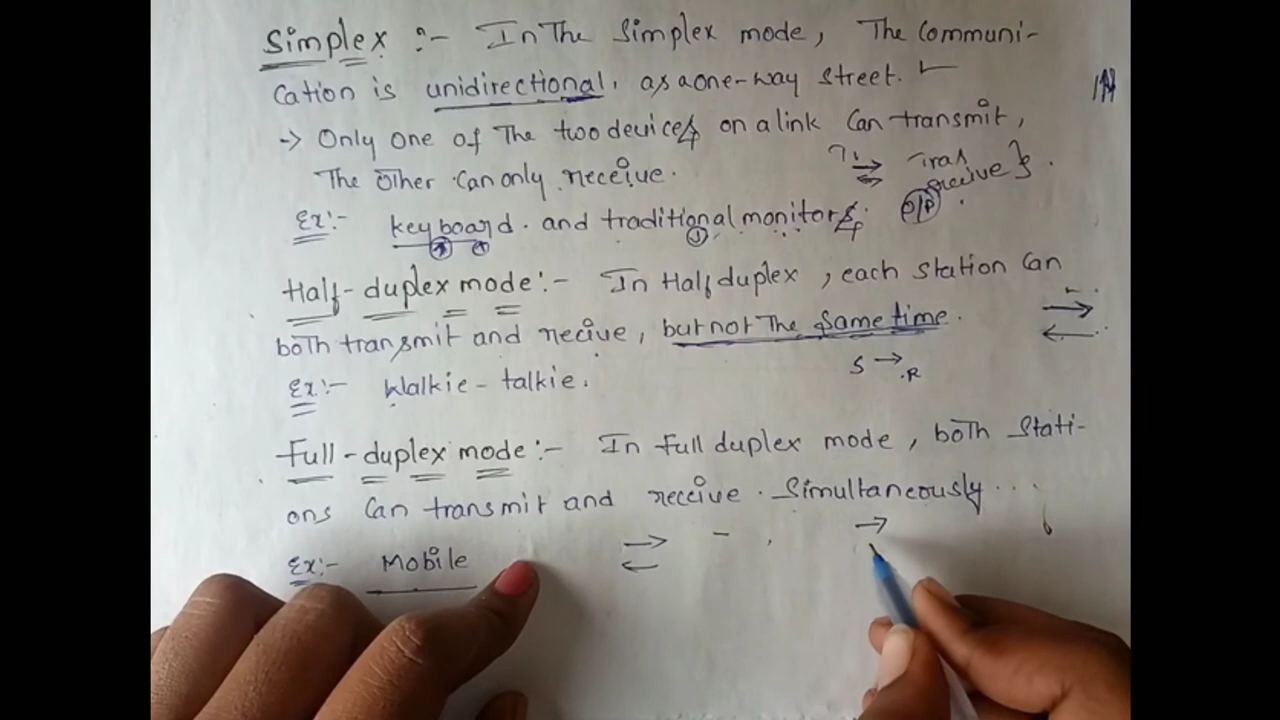 Simplex :- In The Simplex mode, The Communi-
cation is unidirectional, as a one-way street.
→ Only one of The two devices on a link Can transmit,
The other Can only receive.
→ Tras
receive }.
Ex:- keyboard. and traditional monitors. O/P
Half-duplex mode:- In Half duplex, each station Can
both transmit and recive, but not The same time.
S → R
Ex:- Walkie-talkie.
Full-duplex mode:- In full duplex mode, both Stati-
ons Can transmit and receive. Simultaneously...
Ex:- Mobile